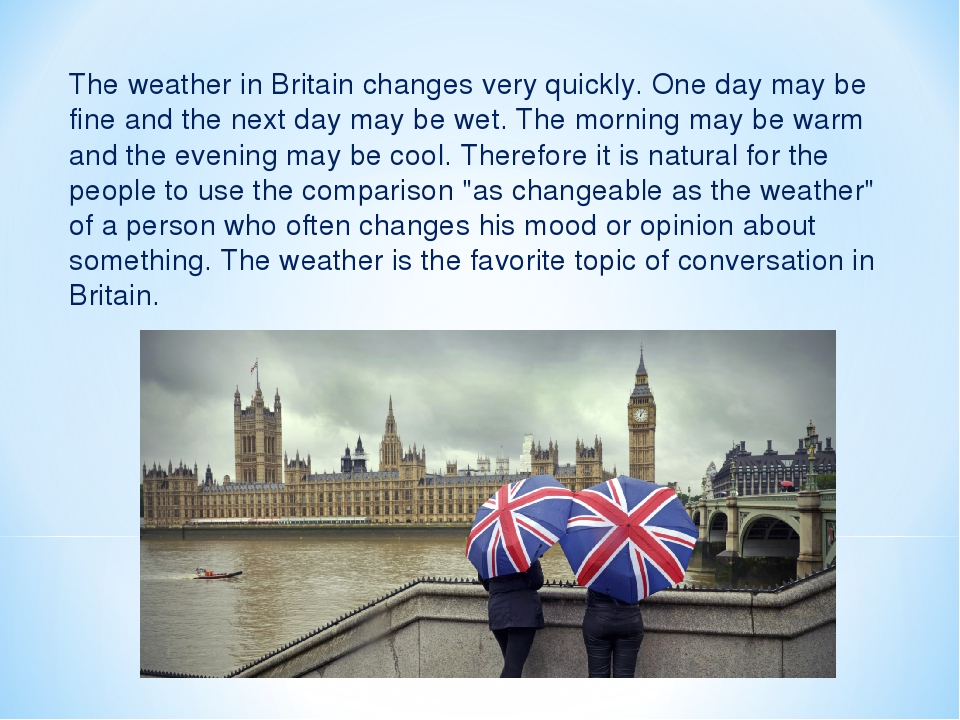 The weather in Britain changes very quickly. One day may be
fine and the next day may be wet. The morning may be warm
and the evening may be cool. Therefore it is natural for the
people to use the comparison "as changeable as the weather"
of a person who often changes his mood or opinion about
something. The weather is the favorite topic of conversation in
Britain.